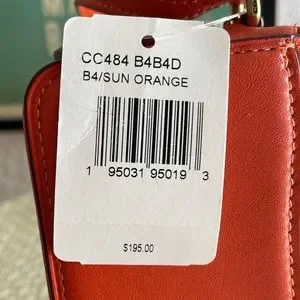 CC484 B4B4D
B4/SUN ORANGE
1 95031 95019 3
$195.00